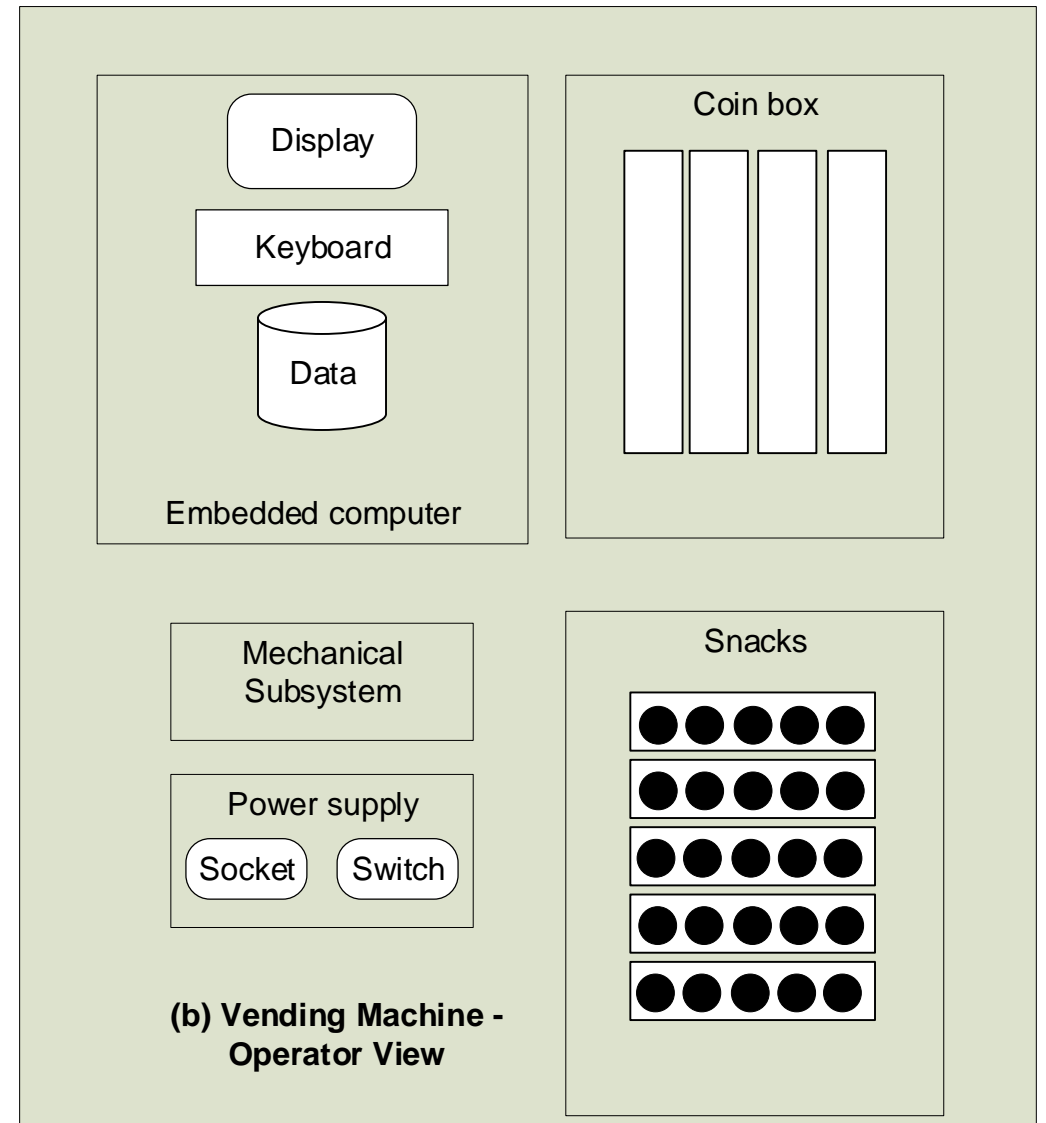 Display
Keyboard
Data
Embedded computer
Coin box
Mechanical
Subsystem
Power supply
Socket
Switch
Snacks
(b) Vending Machine -
Operator View